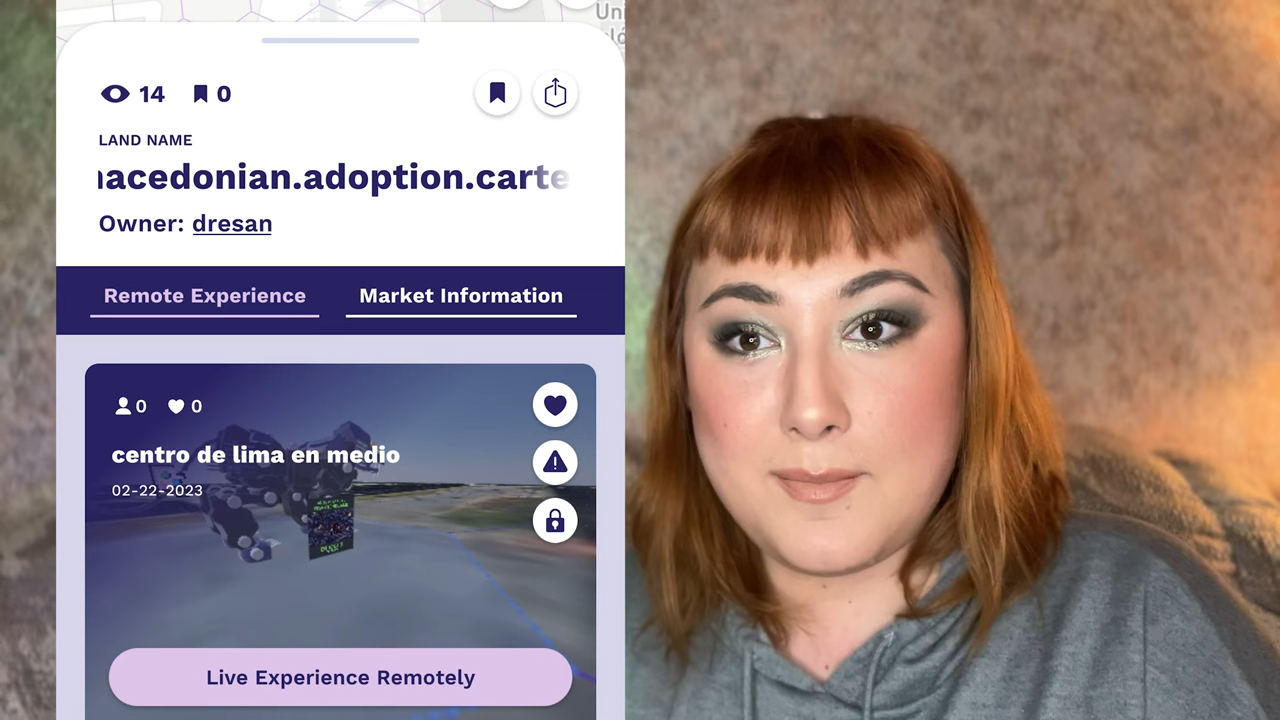 Uni
14
0
LAND NAME
acedonian.adoption.carte
Owner: dresan
Remote Experience
Market Information
0
0
centro de lima en medio
02-22-2023
Live Experience Remotely